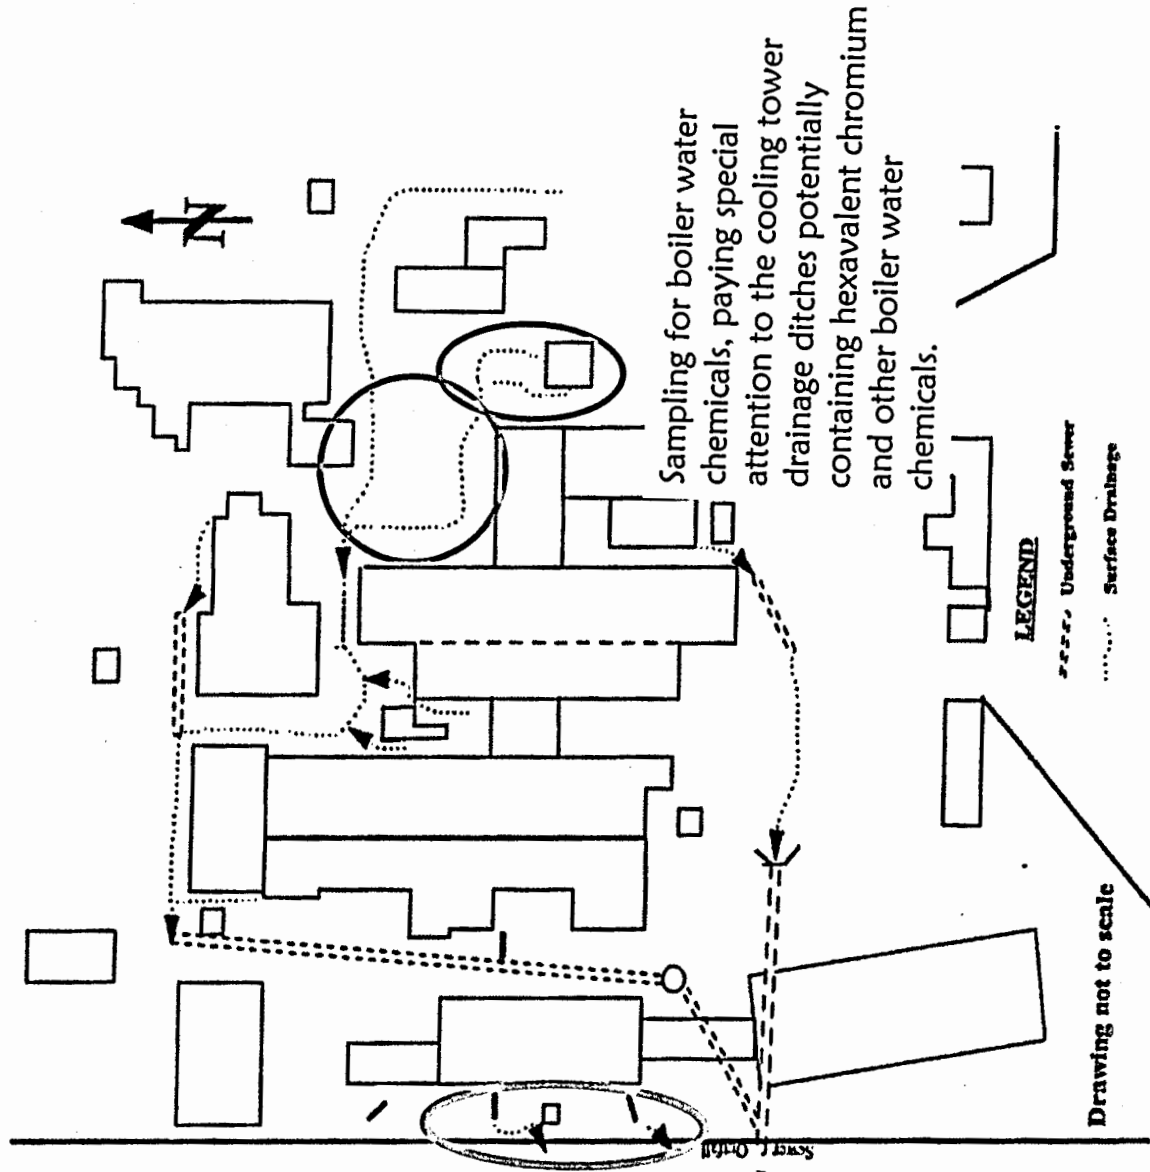 N
Sampling for boiler water
chemicals, paying special
attention to the cooling tower
drainage ditches potentially
containing hexavalent chromium
and other boiler water
chemicals.
LEGEND
Underground Sewer
Surface Drainage
Drawing not to scale
Sewer Outfall